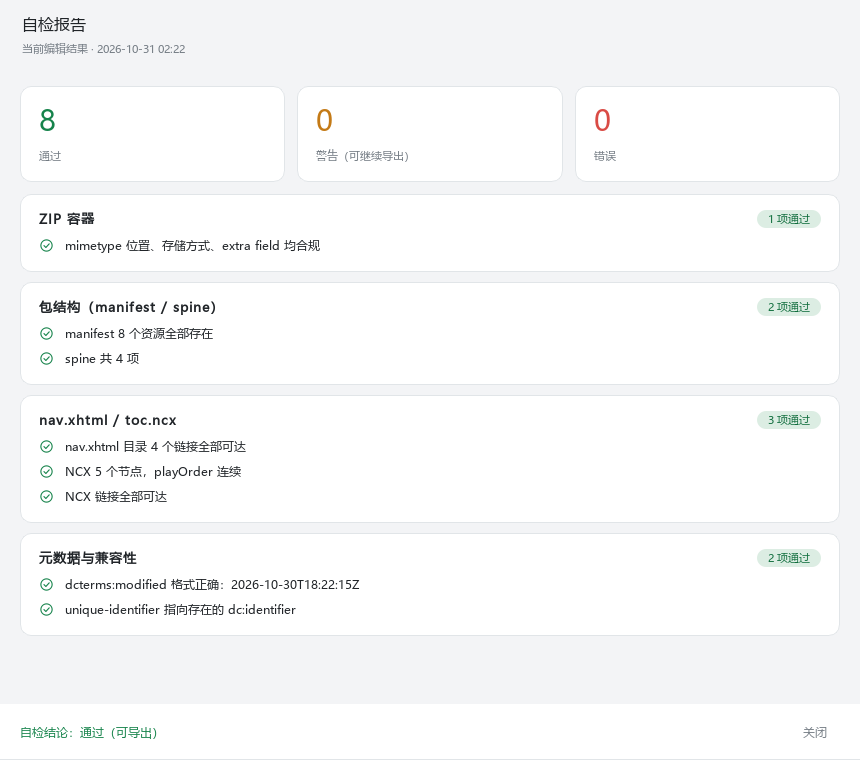 自检报告
当前编辑结果 · 2026-10-31 02:22
8
通过
0
警告（可继续导出）
0
错误
ZIP 容器
1 项通过
mimetype 位置、存储方式、extra field 均合规
包结构（manifest / spine）
2 项通过
manifest 8 个资源全部存在
spine 共 4 项
nav.xhtml / toc.ncx
3 项通过
nav.xhtml 目录 4 个链接全部可达
NCX 5 个节点，playOrder 连续
NCX 链接全部可达
元数据与兼容性
2 项通过
dcterms:modified 格式正确：2026-10-30T18:22:15Z
unique-identifier 指向存在的 dc:identifier
自检结论：通过（可导出）
关闭